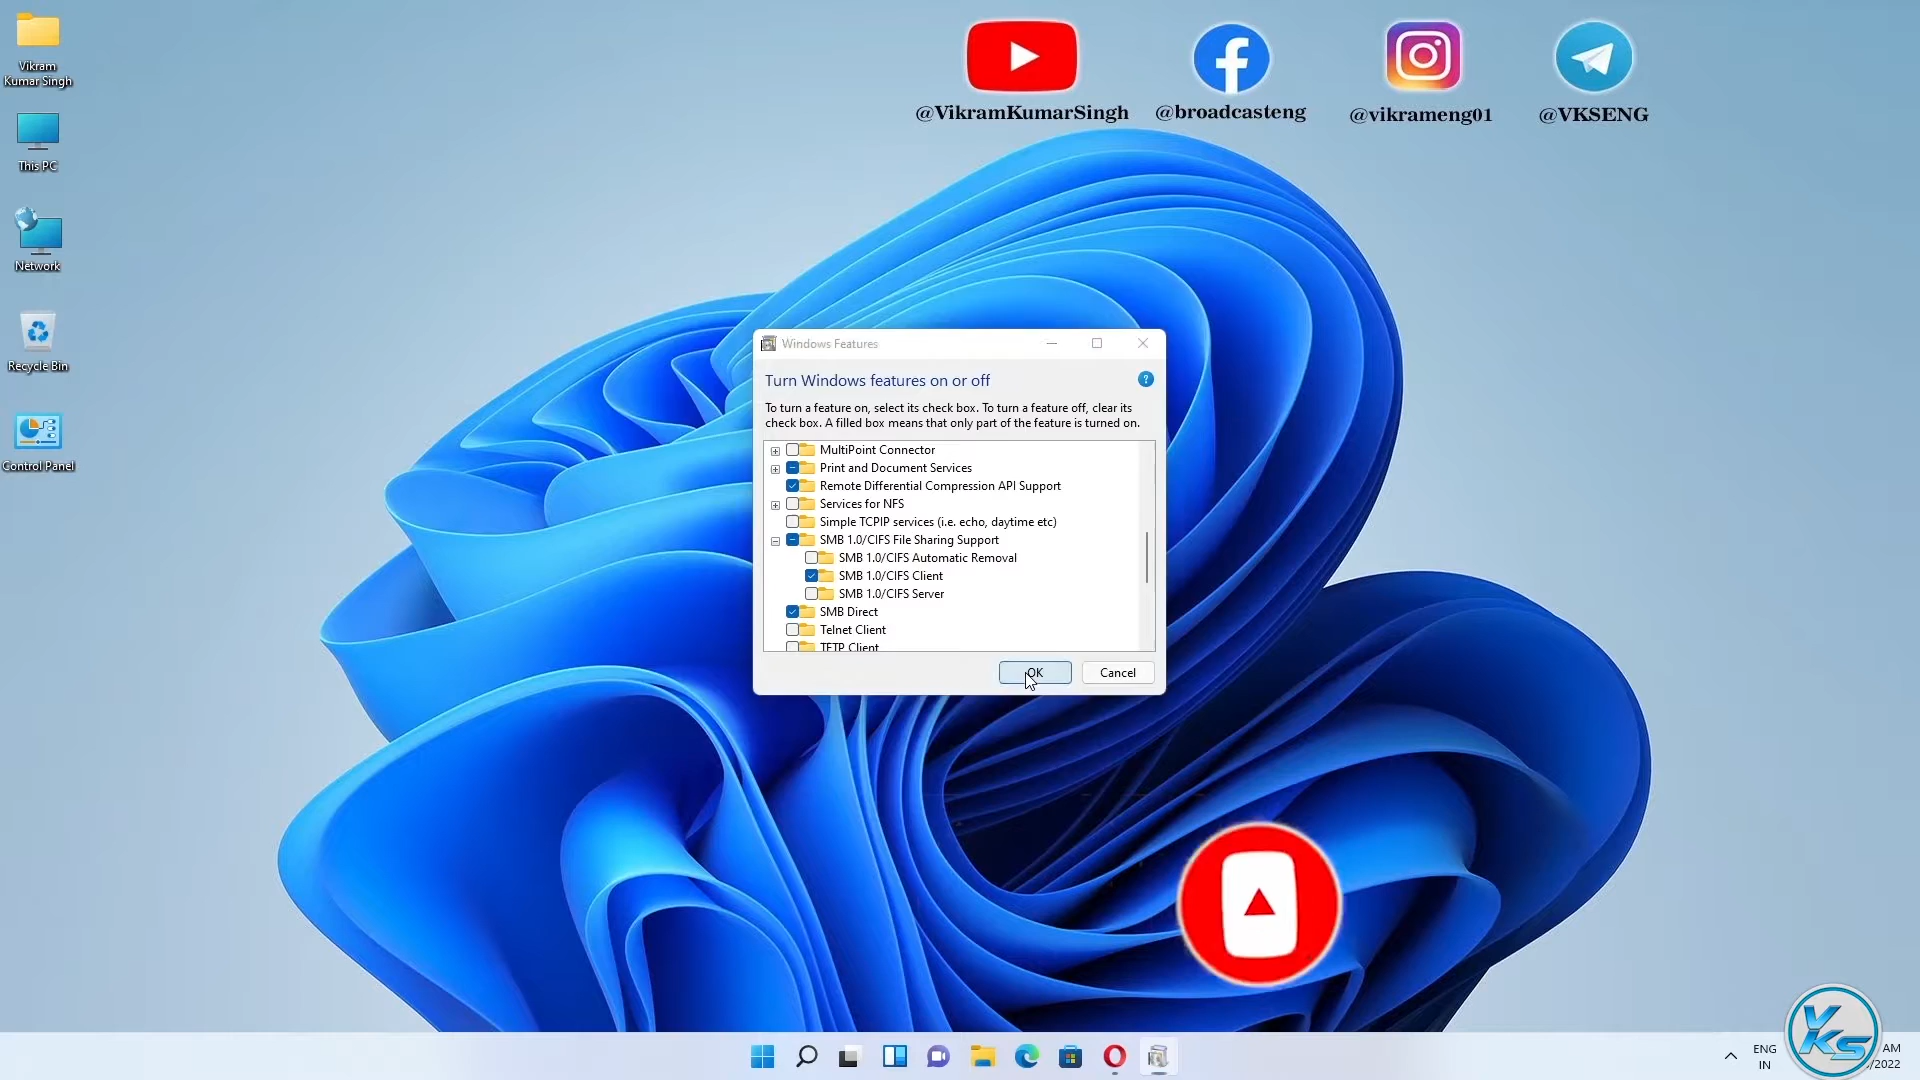 Vikram
Kumar Singh
This PC
Network
Recycle Bin
Control Panel
@VikramKumarSingh
@broadcasteng
@vikrameng01
@VKSENG
Windows Features
Turn Windows features on or off
?
To turn a feature on, select its check box. To turn a feature off, clear its
check box. A filled box means that only part of the feature is turned on.
MultiPoint Connector
Print and Document Services
Remote Differential Compression API Support
Services for NFS
Simple TCPIP services (i.e. echo, daytime etc)
SMB 1.0/CIFS File Sharing Support
SMB 1.0/CIFS Automatic Removal
SMB 1.0/CIFS Client
SMB 1.0/CIFS Server
SMB Direct
Telnet Client
TFTP Client
OK
Cancel
ENG
IN
VKS
AM
/2022